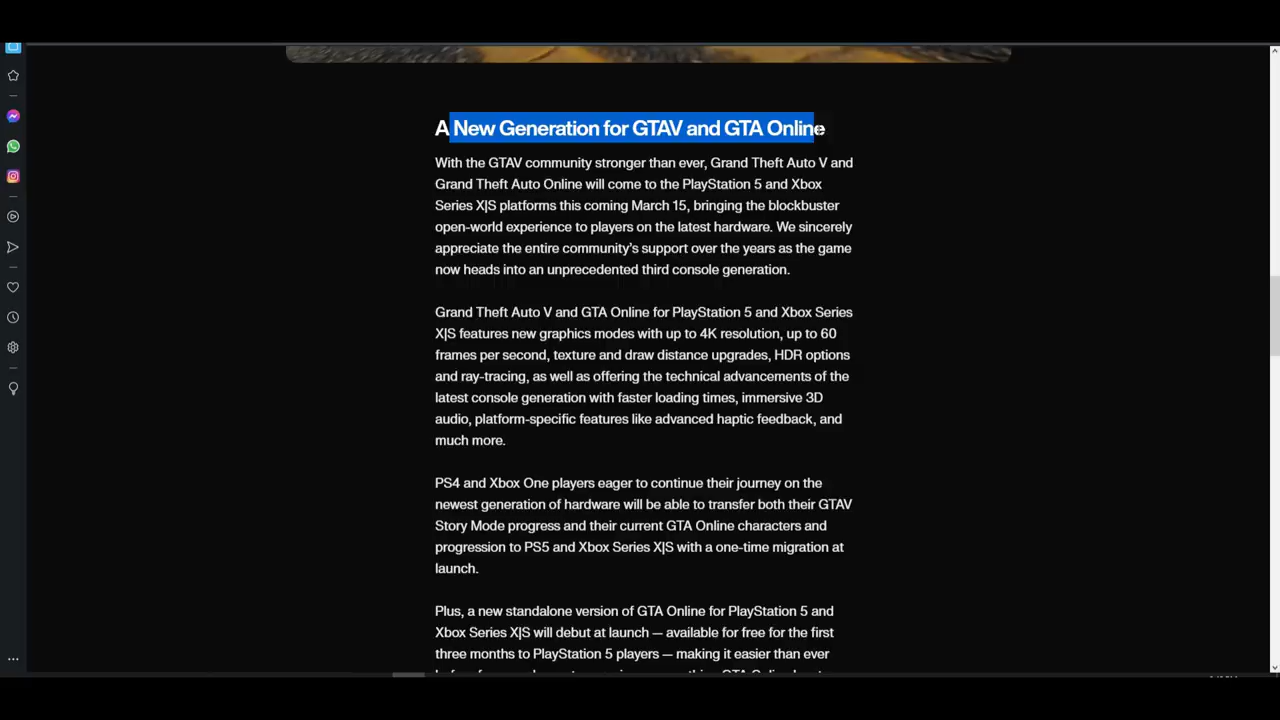 A New Generation for GTAV and GTA Online
With the GTAV community stronger than ever, Grand Theft Auto V and
Grand Theft Auto Online will come to the PlayStation 5 and Xbox
Series X|S platforms this coming March 15, bringing the blockbuster
open-world experience to players on the latest hardware. We sincerely
appreciate the entire community’s support over the years as the game
now heads into an unprecedented third console generation.
Grand Theft Auto V and GTA Online for PlayStation 5 and Xbox Series
X|S features new graphics modes with up to 4K resolution, up to 60
frames per second, texture and draw distance upgrades, HDR options
and ray-tracing, as well as offering the technical advancements of the
latest console generation with faster loading times, immersive 3D
audio, platform-specific features like advanced haptic feedback, and
much more.
PS4 and Xbox One players eager to continue their journey on the
newest generation of hardware will be able to transfer both their GTAV
Story Mode progress and their current GTA Online characters and
progression to PS5 and Xbox Series X|S with a one-time migration at
launch.
Plus, a new standalone version of GTA Online for PlayStation 5 and
Xbox Series X|S will debut at launch — available for free for the first
three months to PlayStation 5 players — making it easier than ever